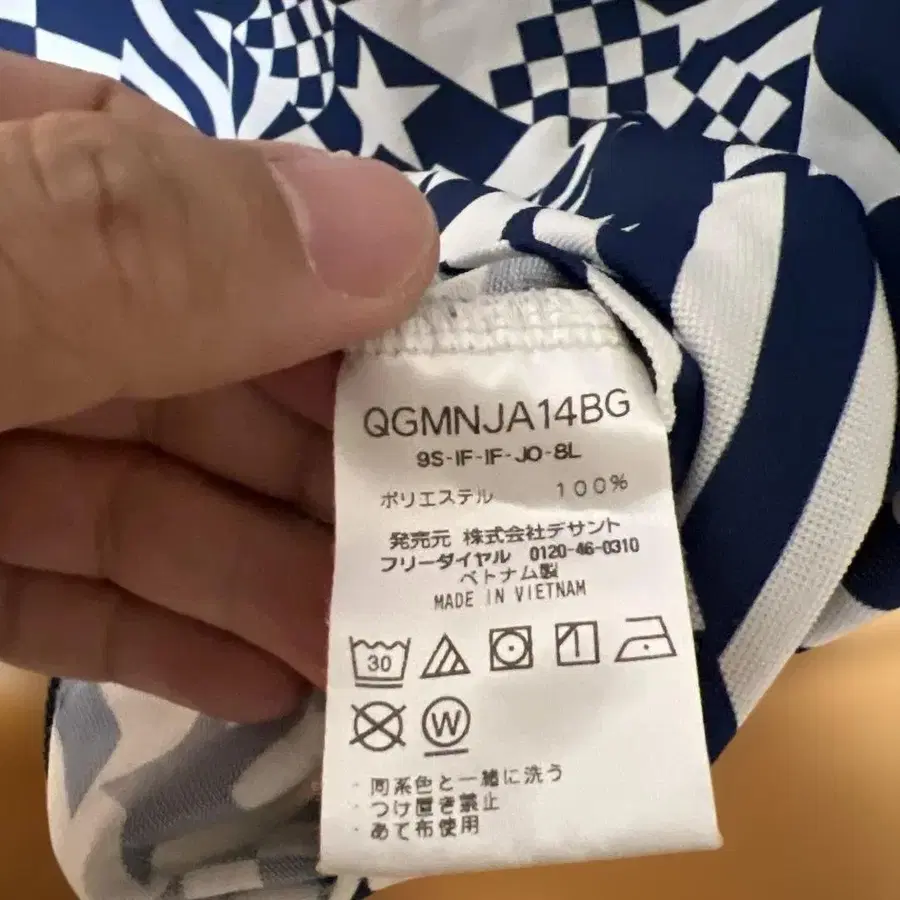 QGMNJA14BG
9S-IF-IF-JO-8L
ポリエステル 100%
発売元 株式会社デサント
フリーダイヤル 0120-46-0310
ベトナム製
MADE IN VIETNAM
30
W
・同系色と一緒に洗う
・つけ置き禁止
・あて布使用